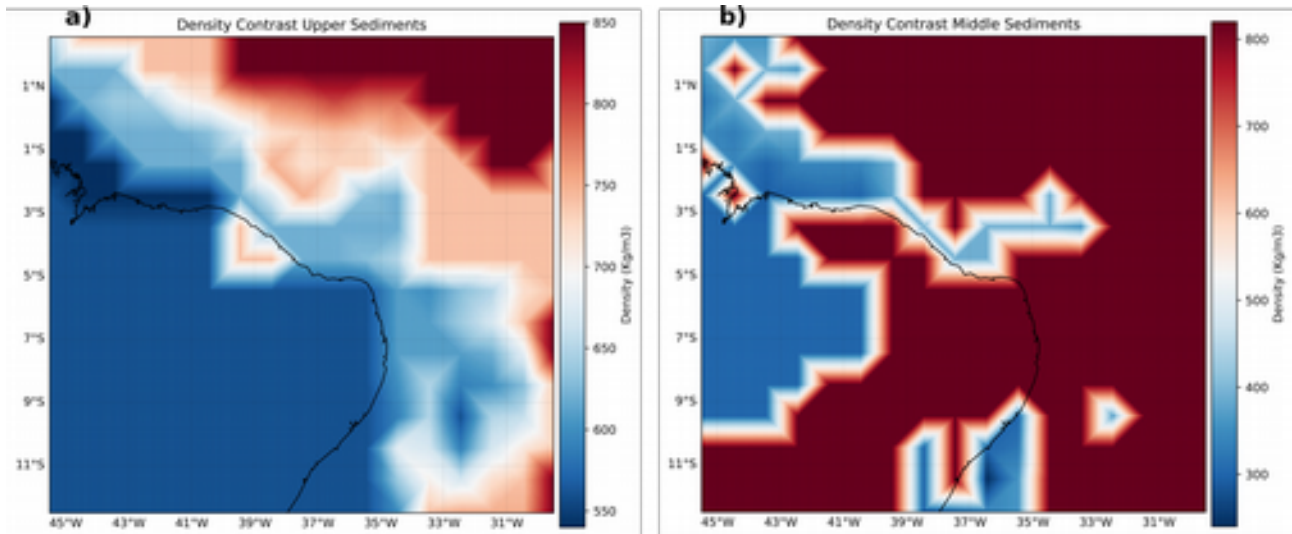 a)
Density Contrast Upper Sediments
850
800
750
700
650
600
550
Density (Kg/m3)
1°N
1°S
3°S
5°S
7°S
9°S
11°S
45°W 43°W 41°W 39°W 37°W 35°W 33°W 31°W
b)
Density Contrast Middle Sediments
800
700
600
500
400
300
Density (Kg/m3)
1°N
1°S
3°S
5°S
7°S
9°S
11°S
45°W 43°W 41°W 39°W 37°W 35°W 33°W 31°W